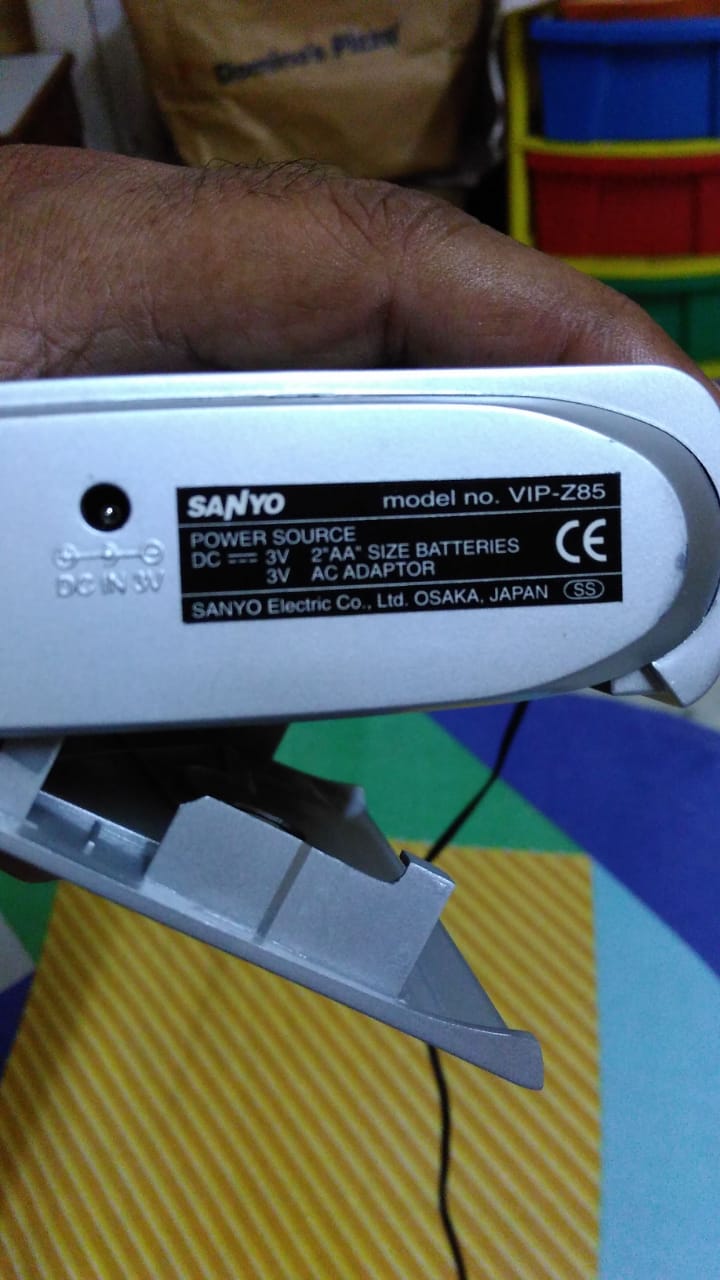 Domino's Pizza
SANYO model no. VIP-Z85
POWER SOURCE
DC 3V 2"AA" SIZE BATTERIES
3V AC ADAPTOR
CE
SANYO Electric Co., Ltd. OSAKA, JAPAN SS
DC IN 3V